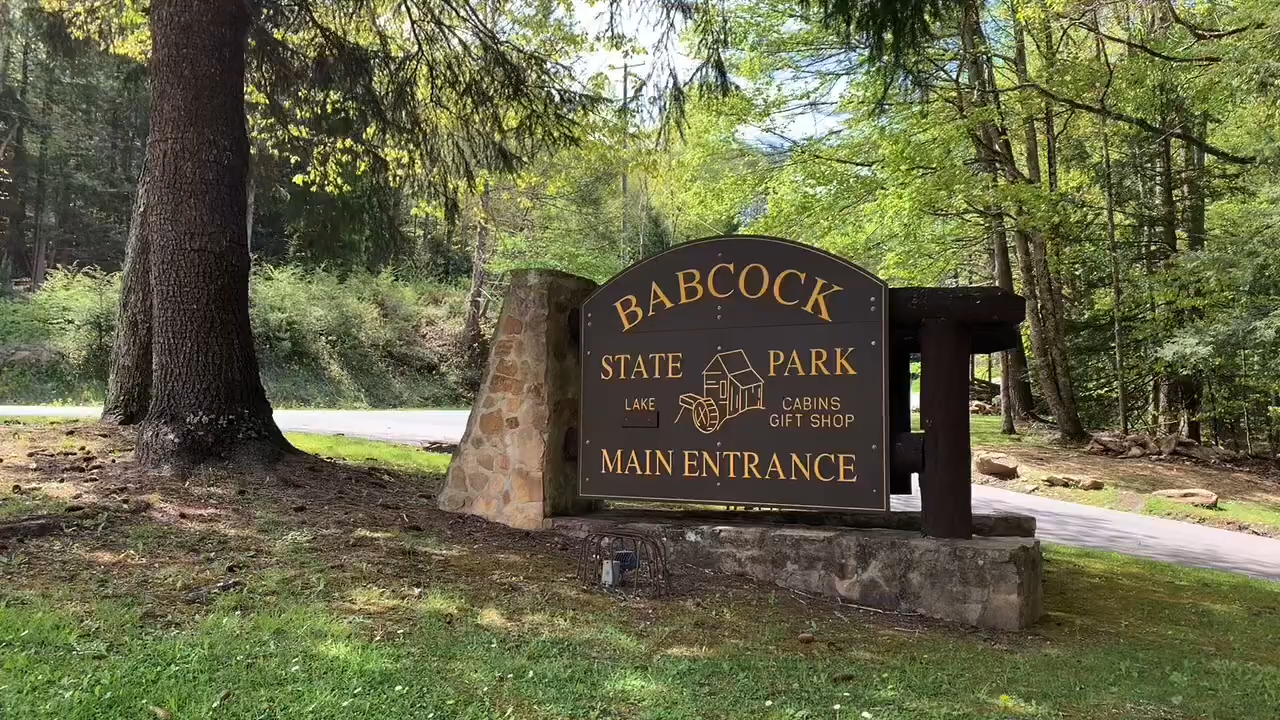 BABCOCK
STATE PARK
LAKE
CABINS
GIFT SHOP
MAIN ENTRANCE